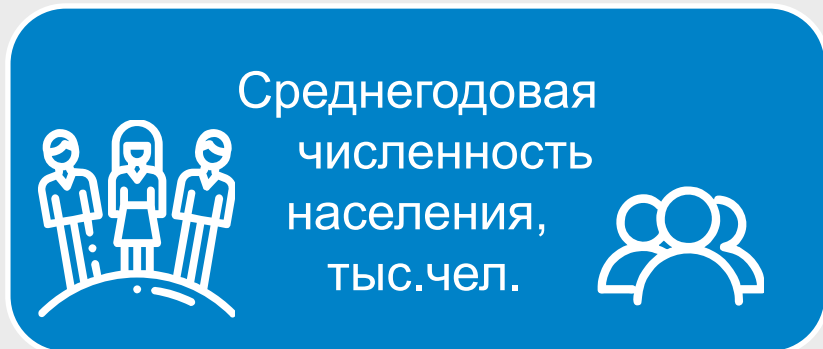 Среднегодовая
численность
населения,
тыс.чел.